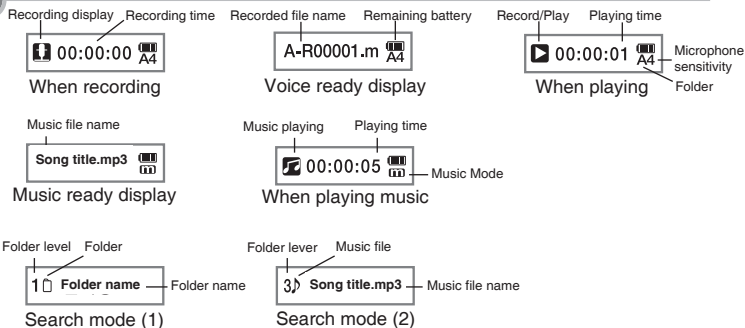 Recording display Recording time Recorded file name Remaining battery Record/Play Playing time
00:00:00 A4
A-R00001.m A4
00:00:01 A4
Microphone
sensitivity
Folder
When recording Voice ready display When playing
Music file name Music playing Playing time
Song title.mp3 m
00:00:05 m
Music Mode
Music ready display When playing music
Folder level Folder Folder lever Music file
1 Folder name Folder name
3 Song title.mp3 Music file name
Search mode (1) Search mode (2)